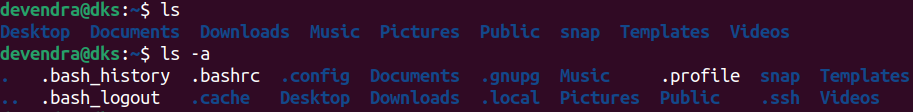 devendra@dks:~$ ls
Desktop  Documents  Downloads  Music  Pictures  Public  snap  Templates  Videos
devendra@dks:~$ ls -a
.   .bash_history  .bashrc  .config  Documents  .gnupg  Music     .profile  snap  Templates
..  .bash_logout   .cache   Desktop  Downloads  .local  Pictures  Public    .ssh  Videos